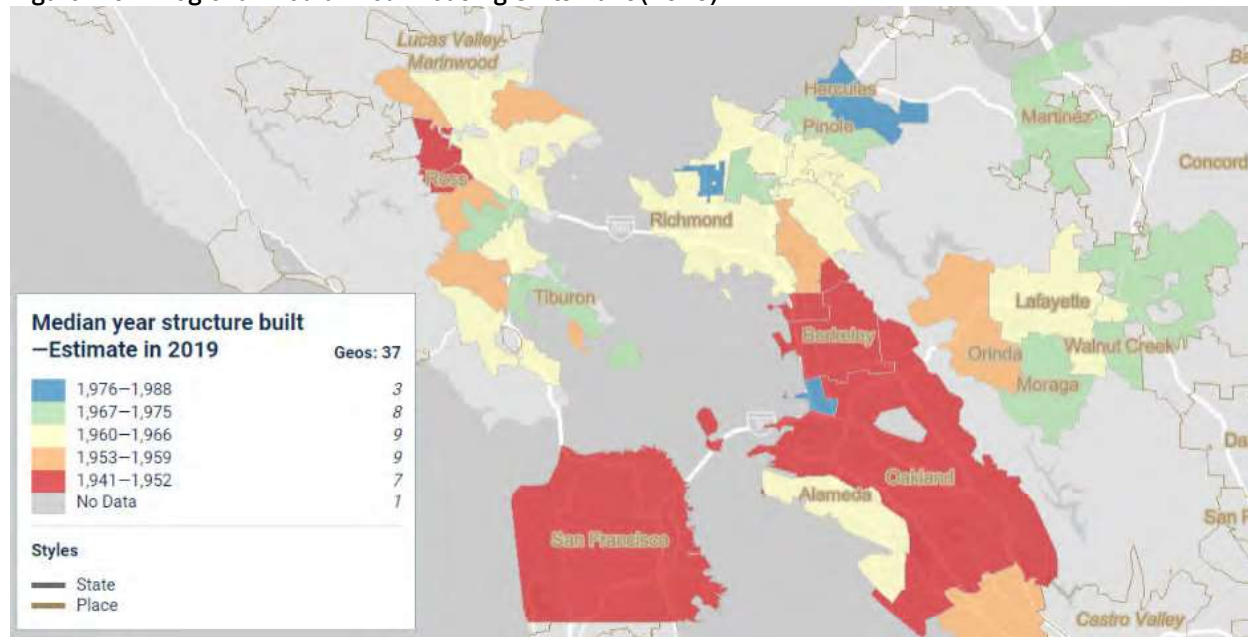 Lucas Valley-
Marinwood
Hercules
Pinole
Martinez
Concord
Ross
Richmond
Tiburon
Berkeley
Lafayette
Orinda
Walnut Creek
Moraga
Oakland
Alameda
San Francisco
Castro Valley
Median year structure built
—Estimate in 2019
Geos: 37
1,976—1,988 3
1,967—1,975 8
1,960—1,966 9
1,953—1,959 9
1,941—1,952 7
No Data 1
Styles
State
Place